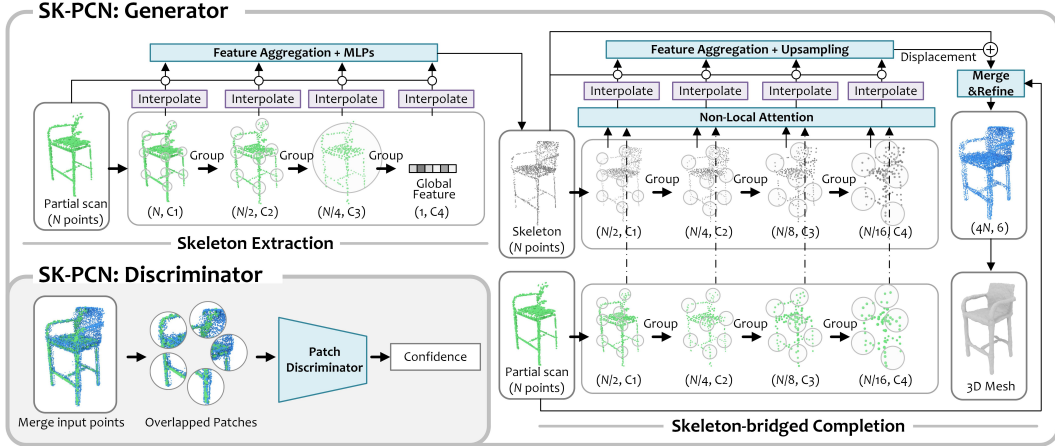 SK-PCN: Generator
Feature Aggregation + MLPs
Interpolate
Interpolate
Interpolate
Interpolate
Partial scan
(N points)
Group
Group
Group
Global
Feature
(N, C1)
(N/2, C2)
(N/4, C3)
(1, C4)
Skeleton Extraction
Feature Aggregation + Upsampling
Displacement
Interpolate
Interpolate
Interpolate
Interpolate
Merge
&Refine
Non-Local Attention
Skeleton
(N points)
Group
Group
Group
(N/2, C1)
(N/4, C2)
(N/8, C3)
(N/16, C4)
(4N, 6)
Partial scan
(N points)
Group
Group
Group
(N/2, C1)
(N/4, C2)
(N/8, C3)
(N/16, C4)
3D Mesh
Skeleton-bridged Completion
SK-PCN: Discriminator
Merge input points
Overlapped Patches
Patch
Discriminator
Confidence